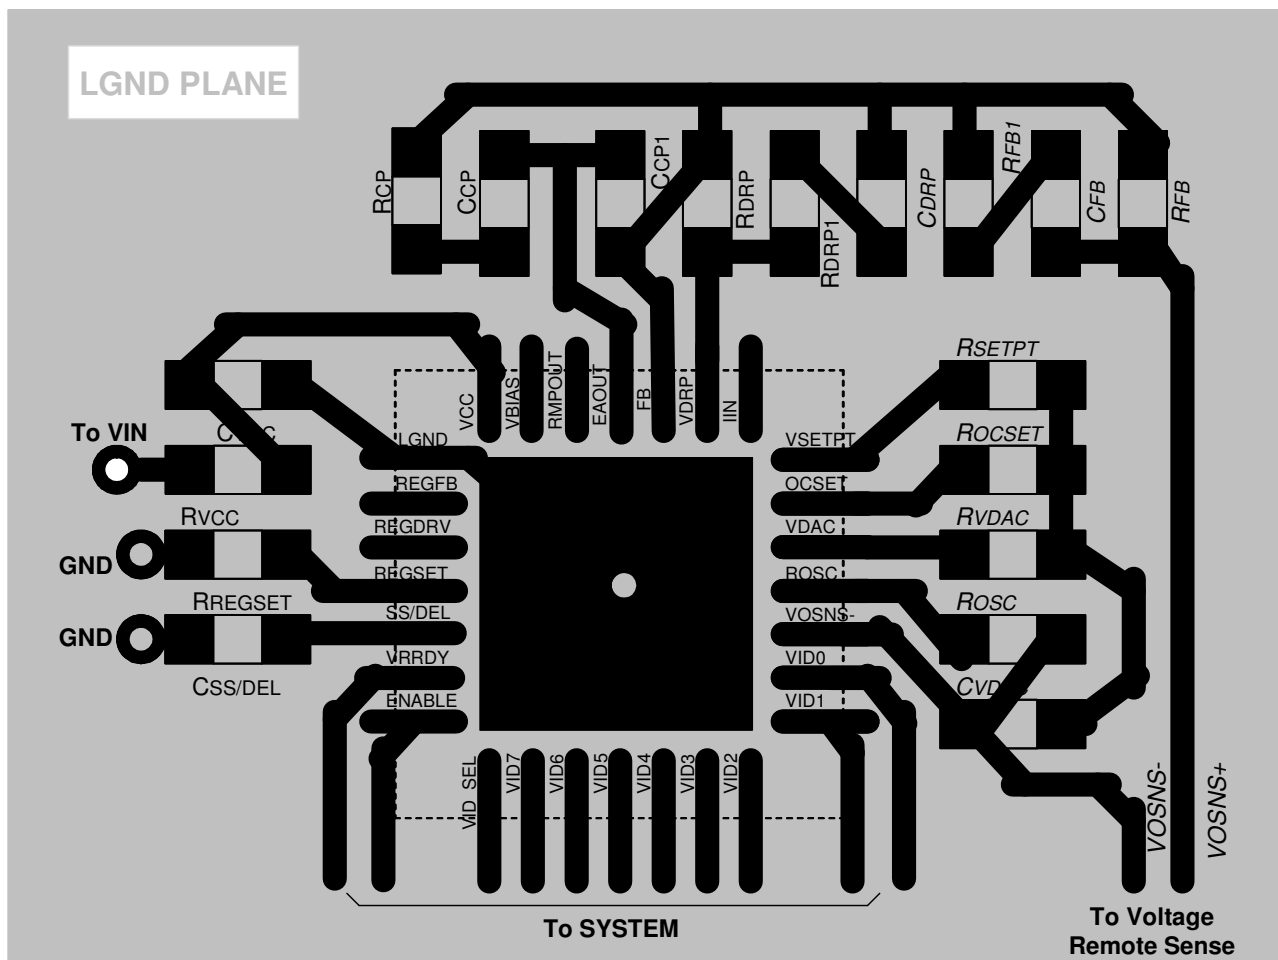 LGND PLANE
RCP
CCP
CCP1
RDRP
RDRP1
CDRP
RFB1
CFB
RFB
VCC
VBIAS
RMPOUT
EAOUT
FB
VDRP
IIN
RSETPT
To VIN
LGND
VSETPT
ROCSET
REGFB
OCSET
RVCC
REGDRV
VDAC
RVDAC
GND
REGSET
ROSC
ROSC
RREGSET
SS/DEL
VOSNS-
GND
VRRDY
VID0
CSS/DEL
ENABLE
VID1
VID SEL
VID7
VID6
VID5
VID4
VID3
VID2
VOSNS-
VOSNS+
To SYSTEM
To Voltage
Remote Sense